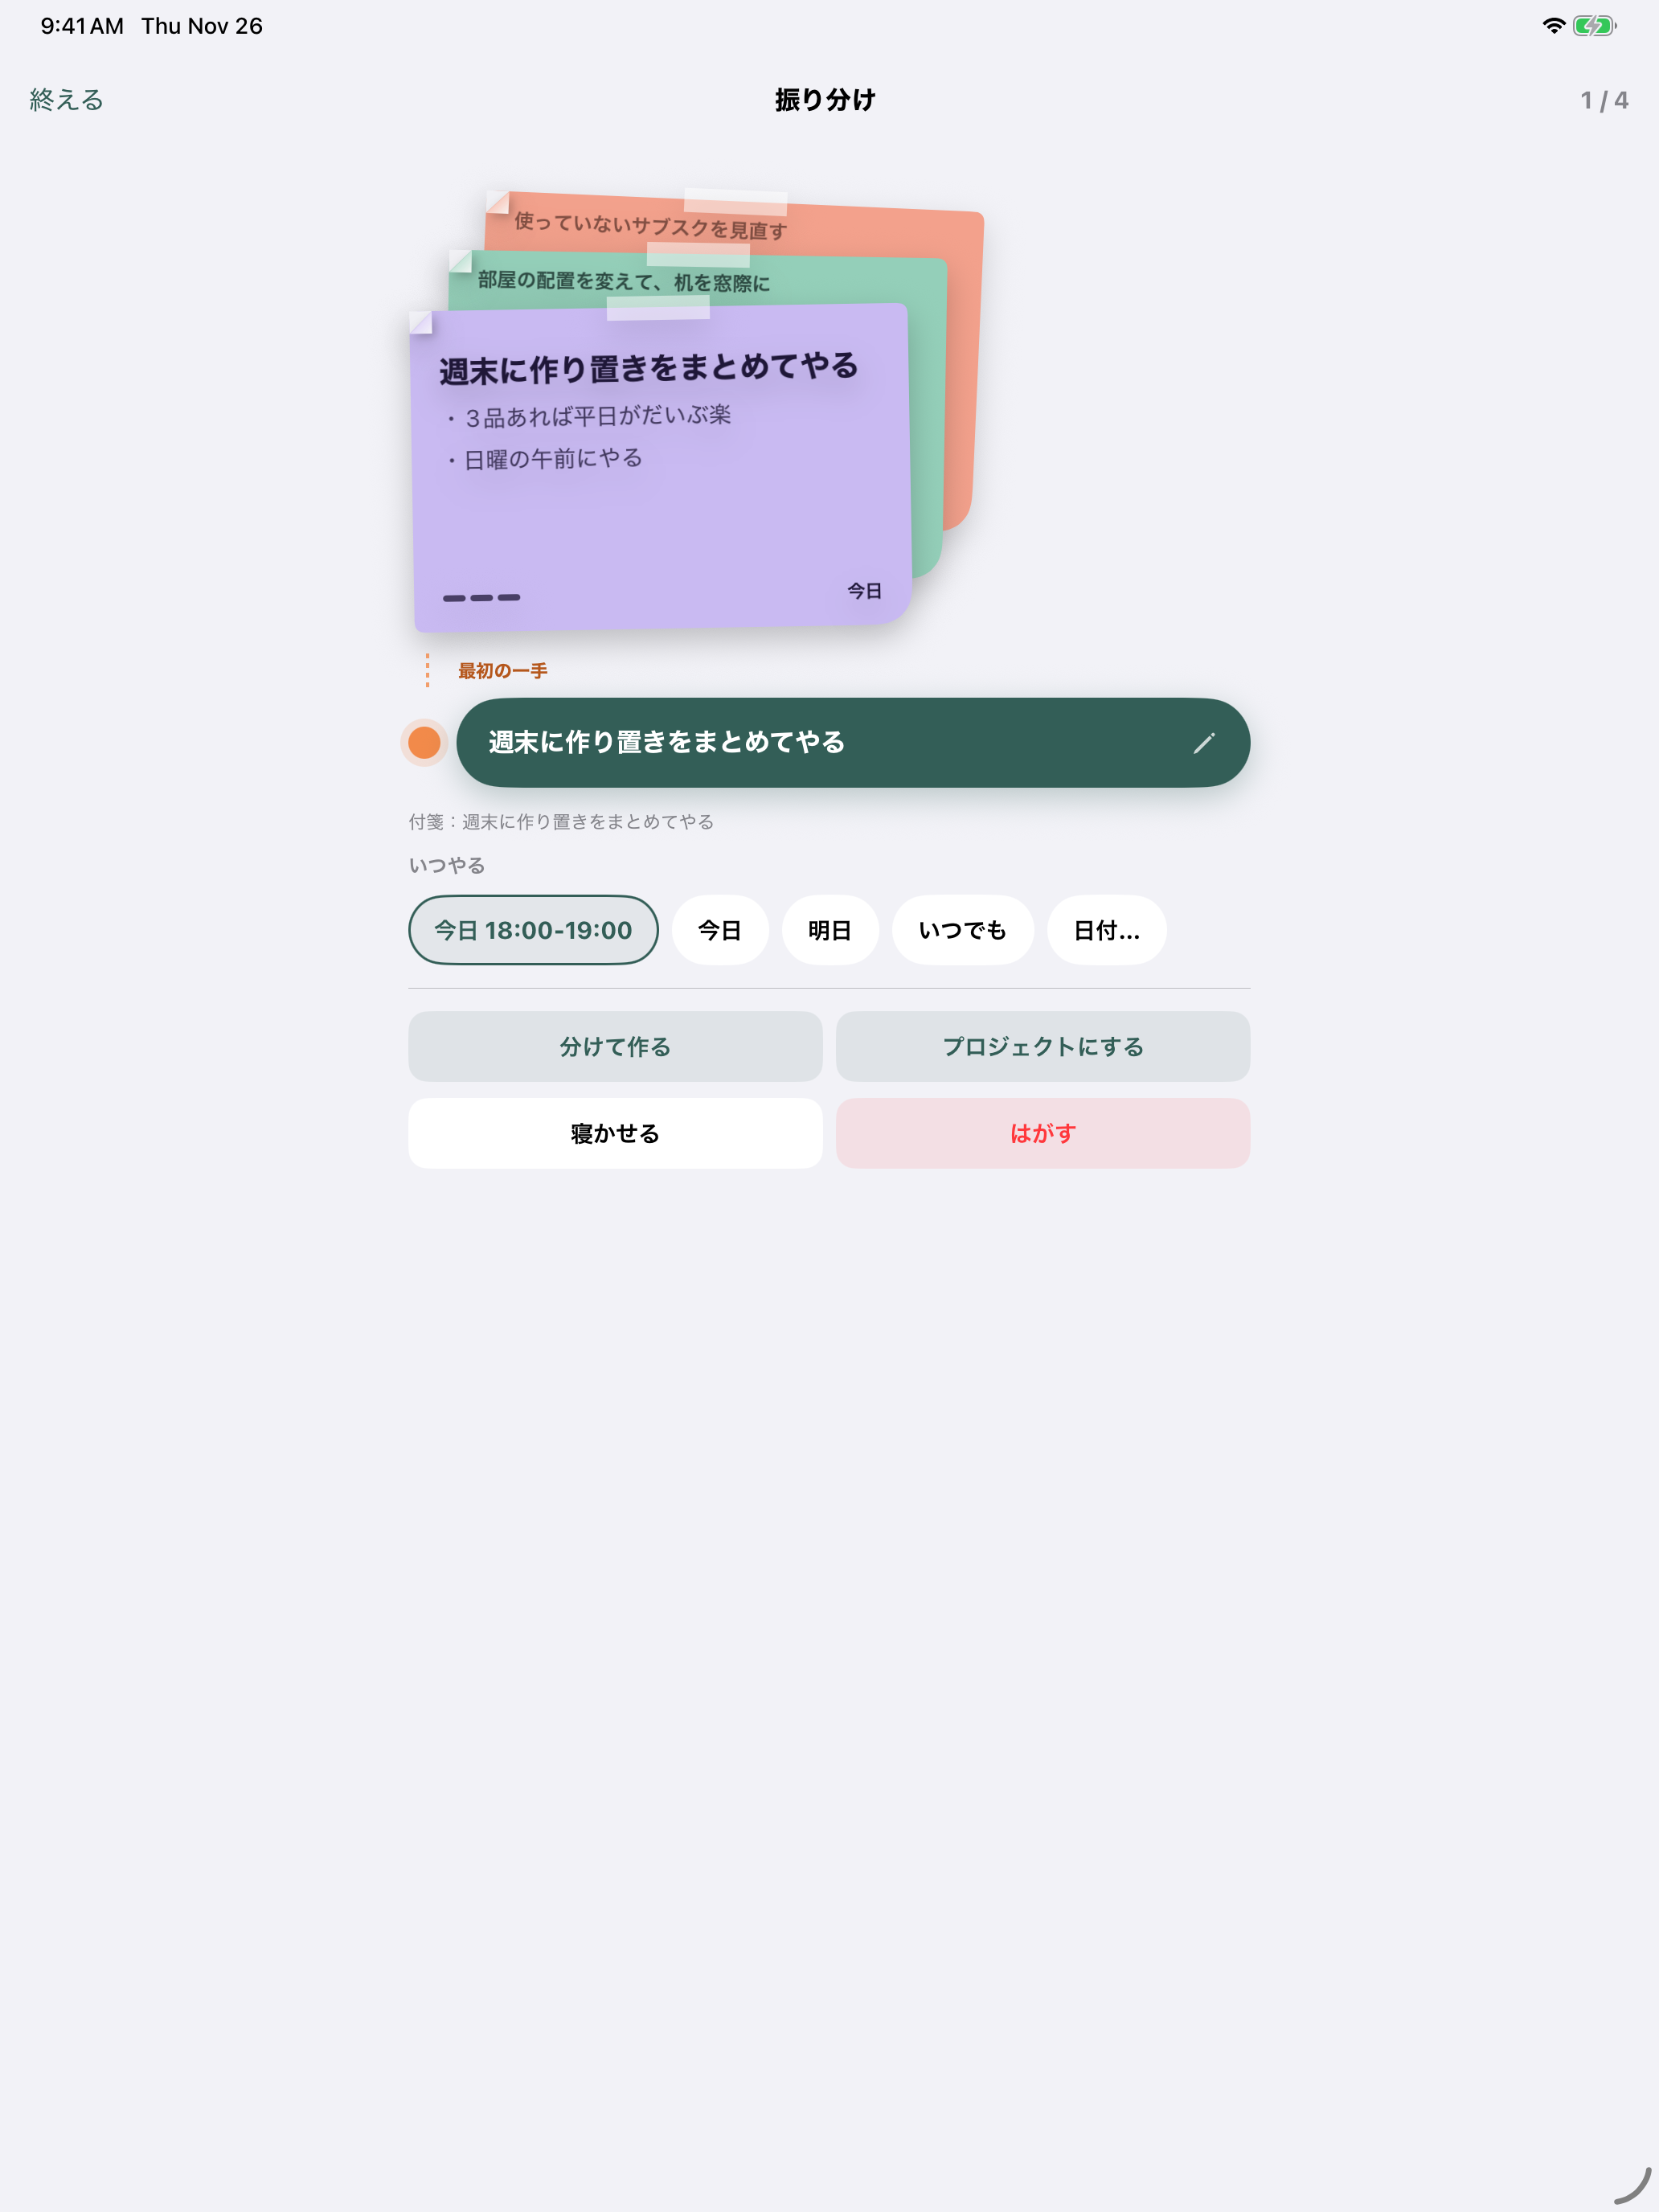 9:41 AM Thu Nov 26
終える
振り分け
1 / 4
使っていないサブスクを見直す
部屋の配置を変えて、机を窓際に
週末に作り置きをまとめてやる
・3品あれば平日がだいぶ楽
・日曜の午前にやる
今日
最初の一手
週末に作り置きをまとめてやる
付箋：週末に作り置きをまとめてやる
いつやる
今日 18:00-19:00
今日
明日
いつでも
日付...
分けて作る
プロジェクトにする
寝かせる
はがす